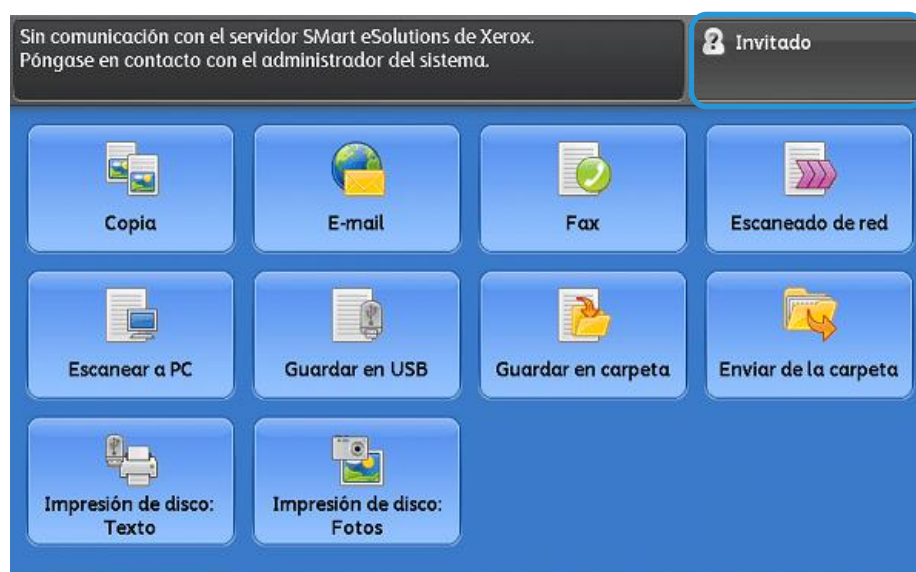 Sin comunicación con el servidor SMart eSolutions de Xerox.
Póngase en contacto con el administrador del sistema.
Invitado
Copia
E-mail
Fax
Escaneado de red
Escanear a PC
Guardar en USB
Guardar en carpeta
Enviar de la carpeta
Impresión de disco:
Texto
Impresión de disco:
Fotos